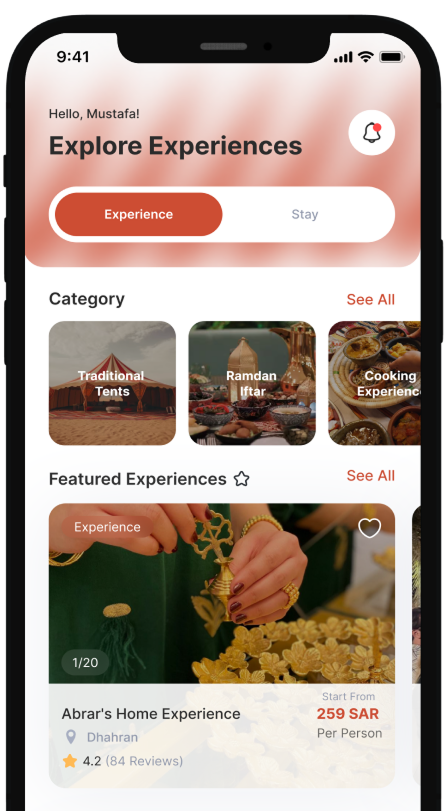 9:41
Hello, Mustafa!
Explore Experiences
Experience
Stay
Category
See All
Traditional
Tents
Ramdan
Iftar
Cooking
Experienc
Featured Experiences
See All
Experience
1/20
Abrar's Home Experience
Start From
259 SAR
Per Person
Dhahran
4.2 (84 Reviews)